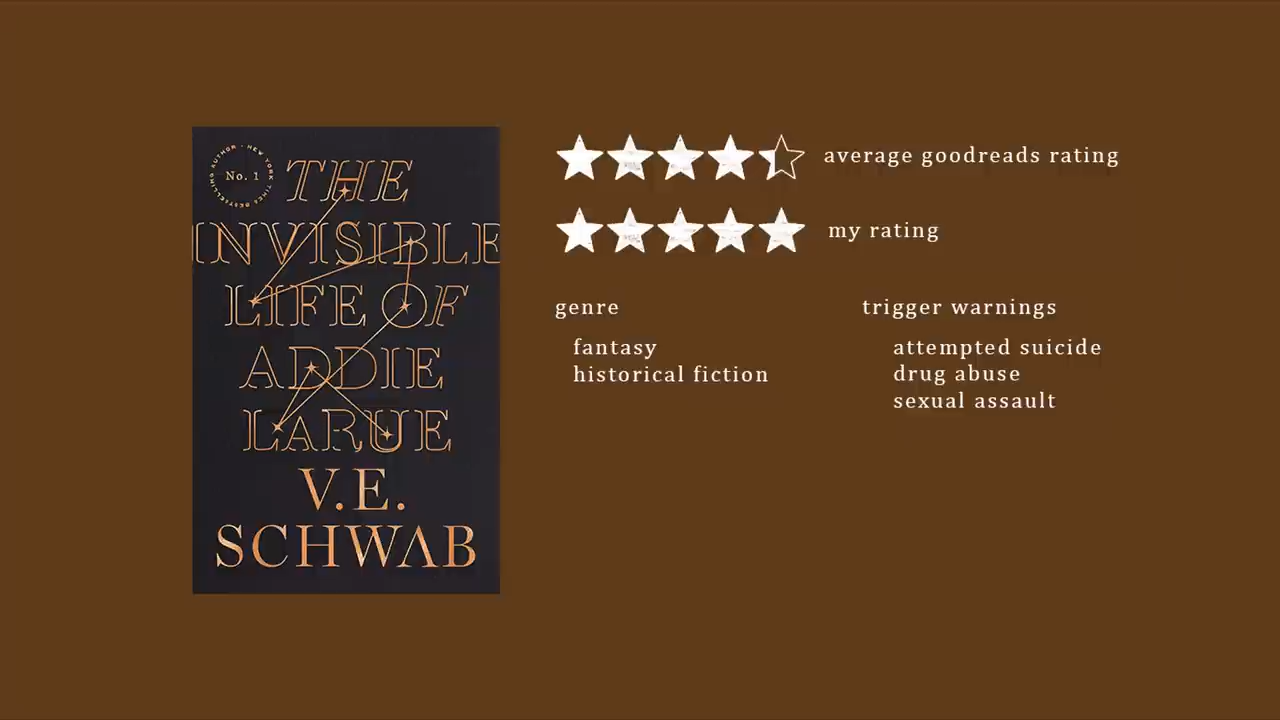 AUTHOR · NEW YORK TIMES BESTSELLING
No. 1
THE
INVISIBLE
LIFE OF
ADDIE
LARUE
V.E.
SCHWAB
average goodreads rating
my rating
genre
fantasy
historical fiction
trigger warnings
attempted suicide
drug abuse
sexual assault